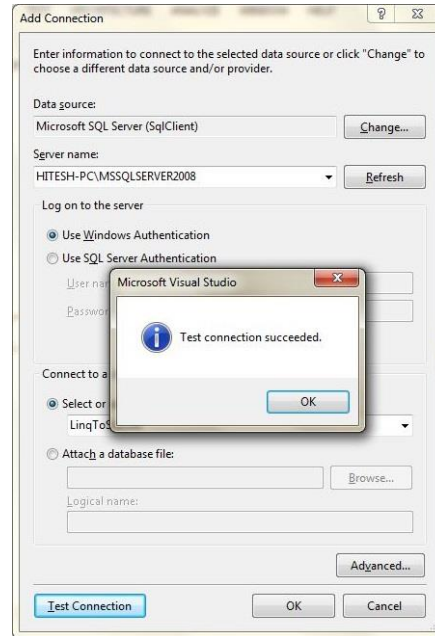 Add Connection
Enter information to connect to the selected data source or click "Change" to
choose a different data source and/or provider.
Data source:
Microsoft SQL Server (SqlClient)
Change...
Server name:
HITESH-PC\MSSQLSERVER2008
Refresh
Log on to the server
Use Windows Authentication
Use SQL Server Authentication
User
Microsoft Visual Studio
Test connection succeeded.
OK
Connect to a
Select or
Attach a database file:
Browse...
Logical name:
Advanced...
Test Connection
OK
Cancel